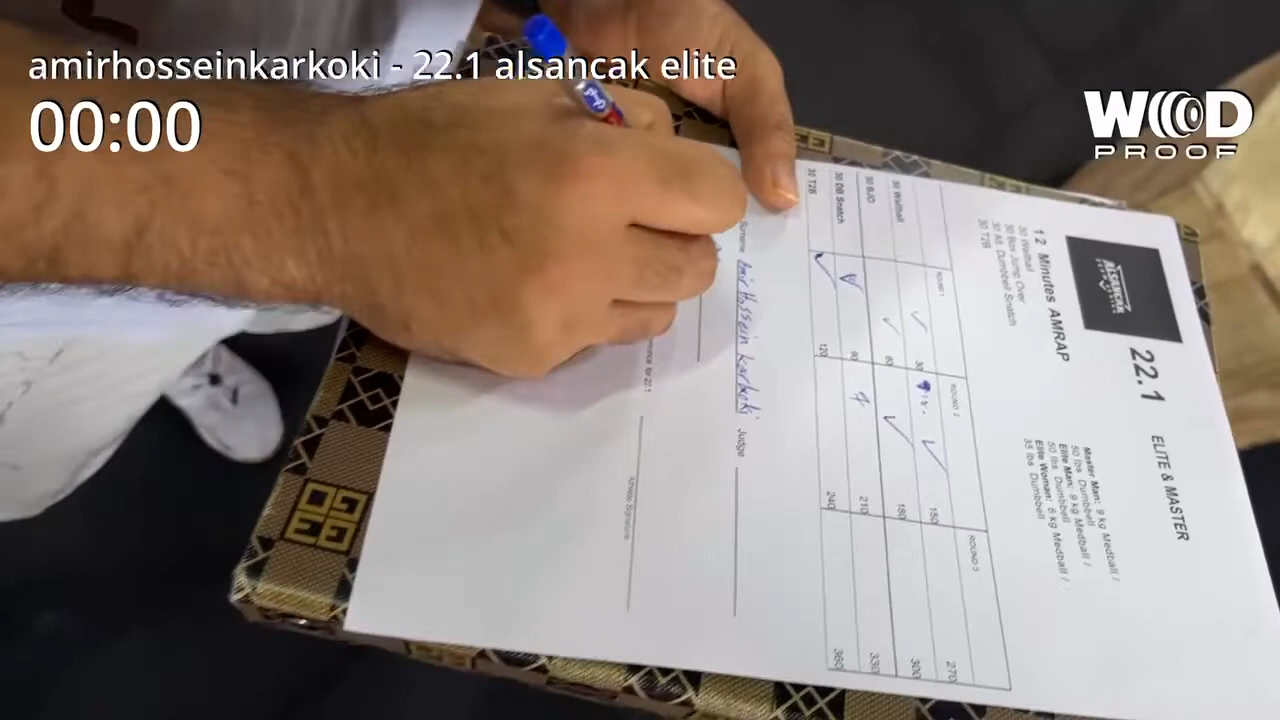 amirhosseinkarkoki - 22.1 alsancak elite
00:00
WOD
PROOF
ALSANCAK
22.1 ELITE & MASTER
12 Minutes AMRAP
30 Wallball
30 Box Jump Over
30 Alt. Dumbbell Snatch
30 T2B
Master Man: 9 kg Medball /
50 lbs. Dumbbell
Elite Man: 9 kg Medball /
50 lbs. Dumbbell
Elite Woman: 6 kg Medball /
35 lbs. Dumbbell
ROUND 1 ROUND 2 ROUND 3
30 Wallball 30 150 270
30 BJO 60 180 300
30 DB Snatch 90 210 330
30 T2B 120 240 360
amirHossein karkoki Judge